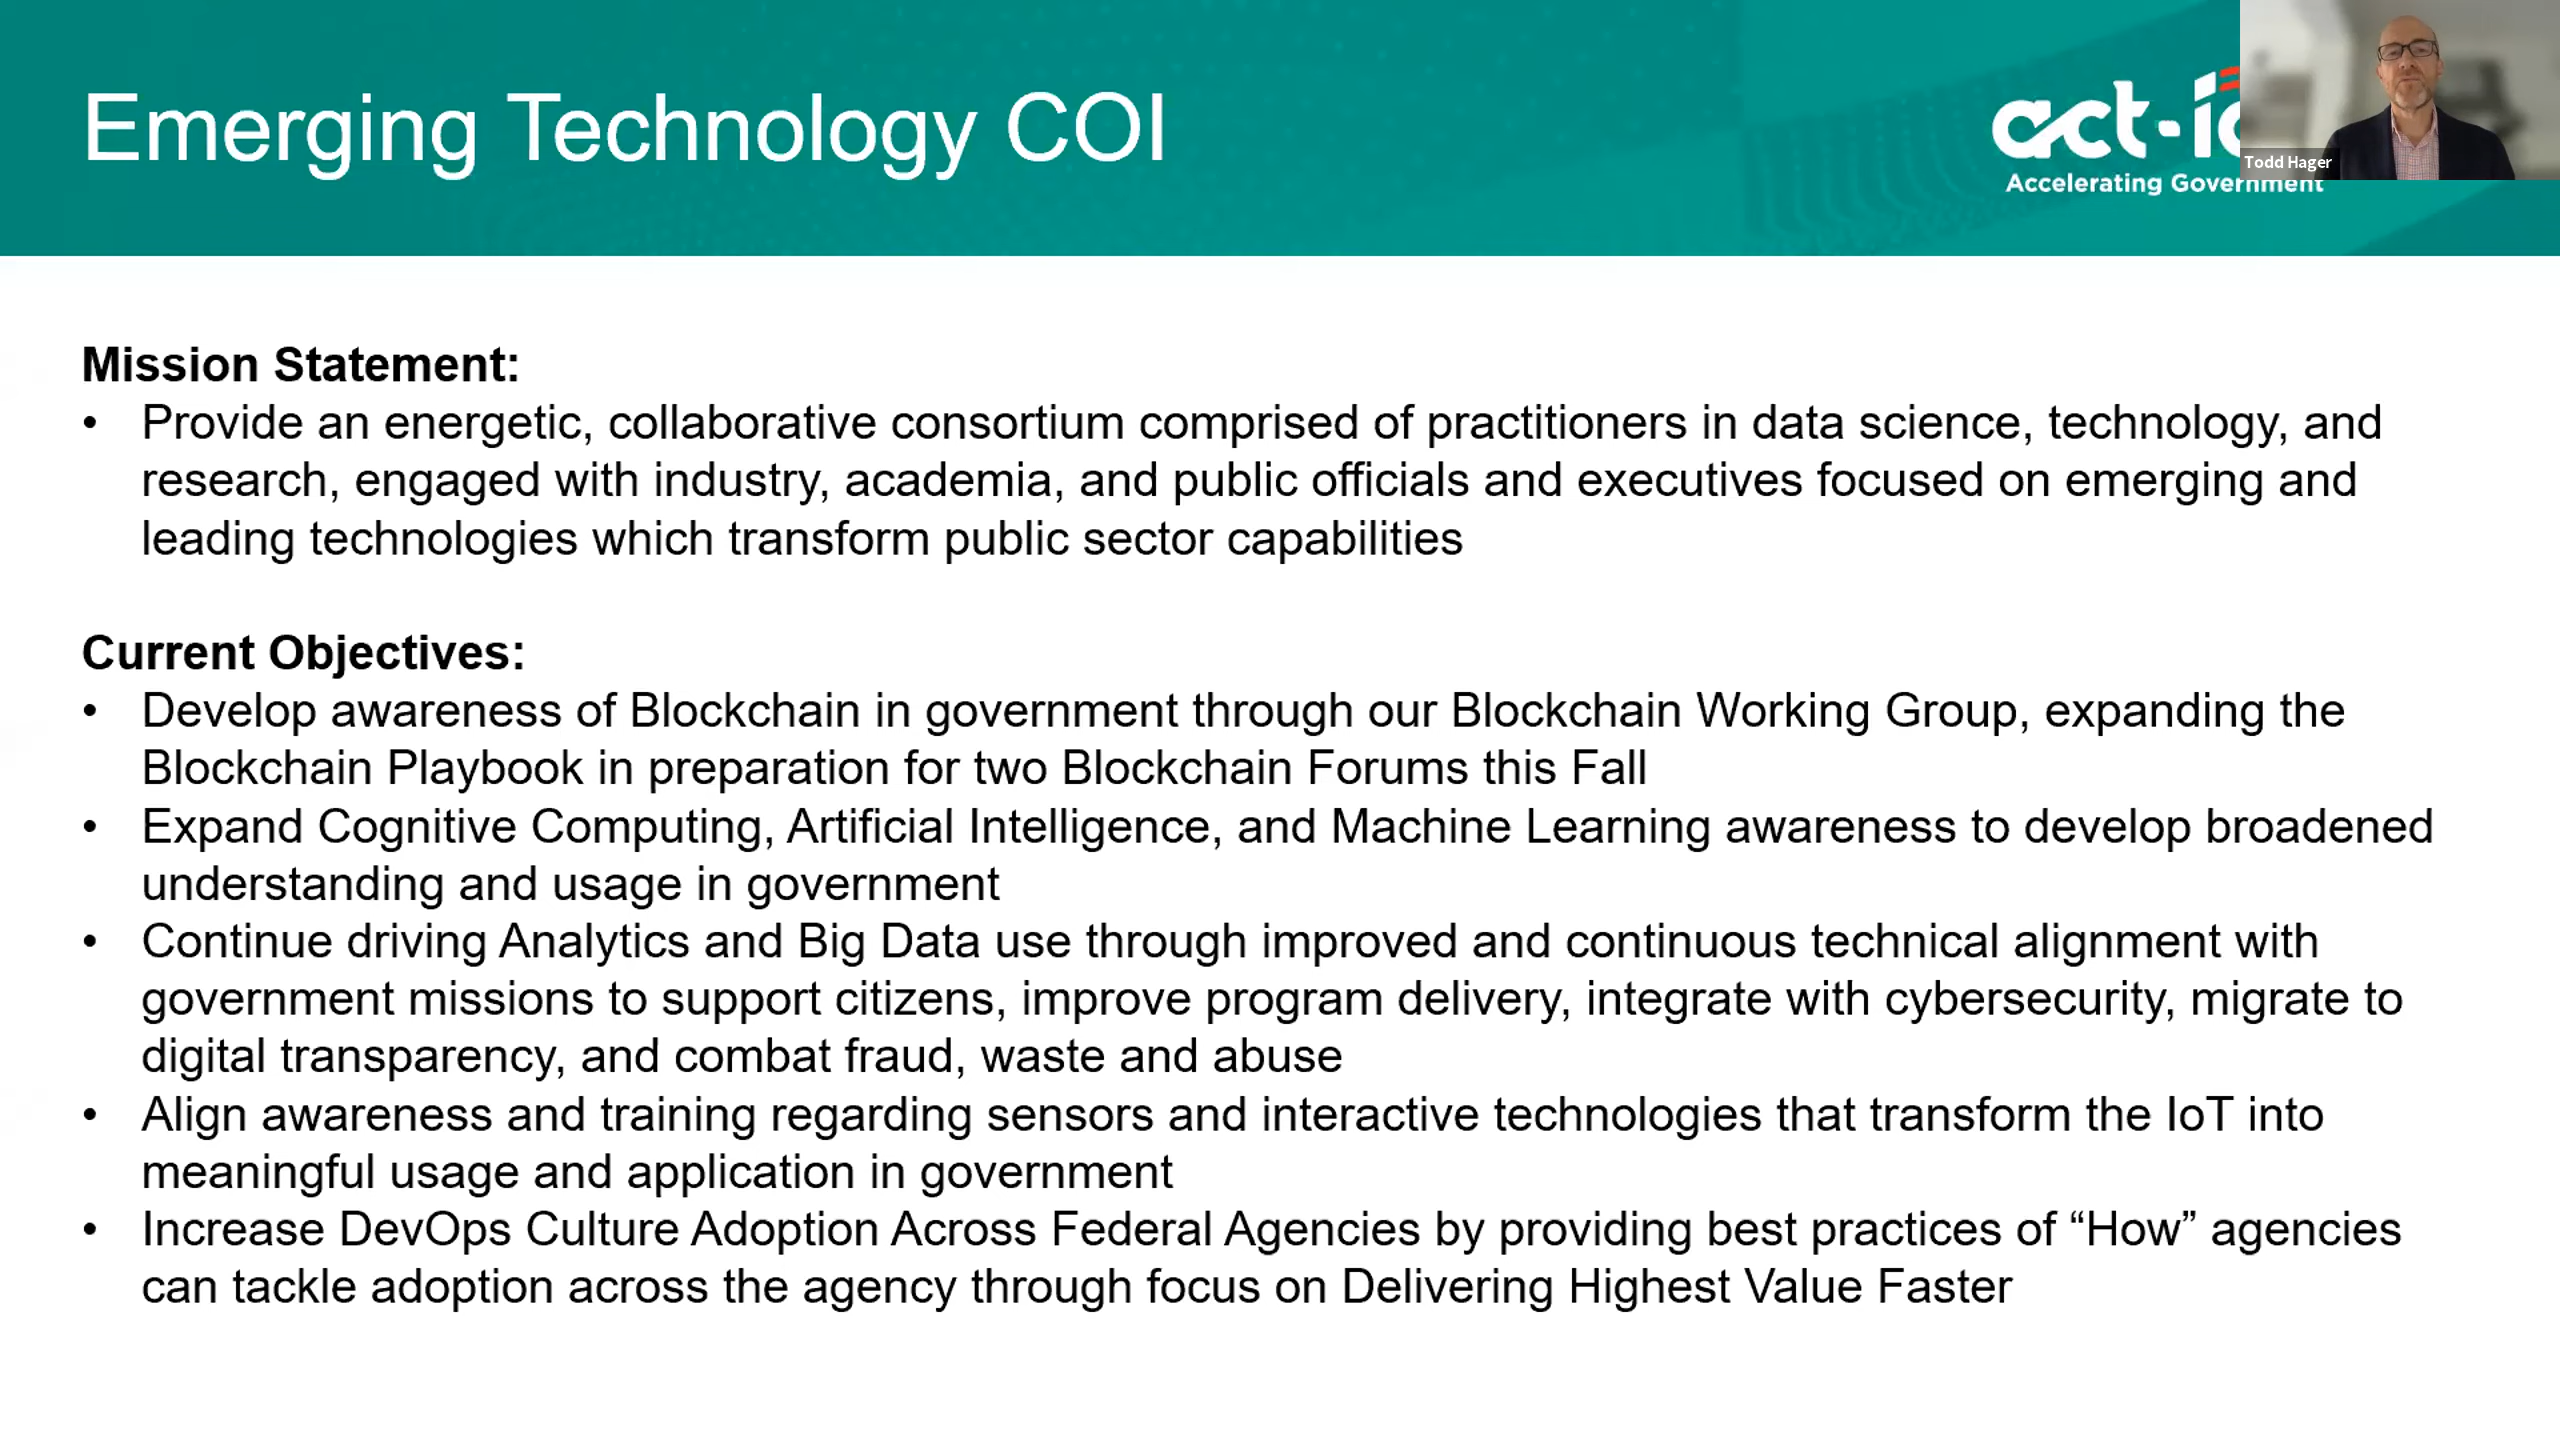 Emerging Technology COI
act-i
Accelerating Government
Todd Hager
Mission Statement:
• Provide an energetic, collaborative consortium comprised of practitioners in data science, technology, and
research, engaged with industry, academia, and public officials and executives focused on emerging and
leading technologies which transform public sector capabilities
Current Objectives:
• Develop awareness of Blockchain in government through our Blockchain Working Group, expanding the
Blockchain Playbook in preparation for two Blockchain Forums this Fall
• Expand Cognitive Computing, Artificial Intelligence, and Machine Learning awareness to develop broadened
understanding and usage in government
• Continue driving Analytics and Big Data use through improved and continuous technical alignment with
government missions to support citizens, improve program delivery, integrate with cybersecurity, migrate to
digital transparency, and combat fraud, waste and abuse
• Align awareness and training regarding sensors and interactive technologies that transform the IoT into
meaningful usage and application in government
• Increase DevOps Culture Adoption Across Federal Agencies by providing best practices of “How” agencies
can tackle adoption across the agency through focus on Delivering Highest Value Faster